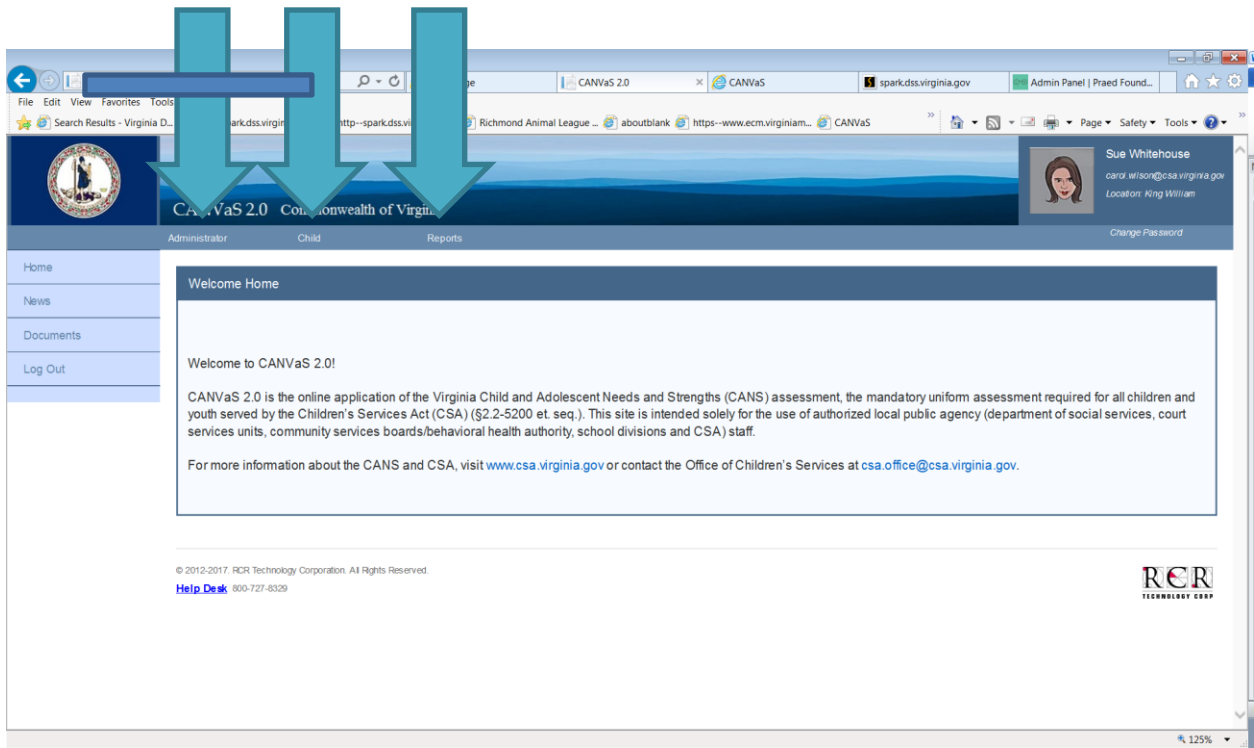 CANVaS 2.0
CANVaS
spark.dss.virginia.gov
Admin Panel | Praed Found...
File Edit View Favorites
Search Results - Virginia D...
Richmond Animal League ...
aboutblank
https--www.ecm.virginiam...
CANVaS
Page
Safety
Tools
Sue Whitehouse
carol.wilson@csa.virginia.gov
Location: King William
2.0
Change Password
Administrator
Child
Reports
Home
News
Documents
Log Out
Welcome Home
Welcome to CANVaS 2.0!
CANVaS 2.0 is the online application of the Virginia Child and Adolescent Needs and Strengths (CANS) assessment, the mandatory uniform assessment required for all children and
youth served by the Children's Services Act (CSA) (§2.2-5200 et. seq.). This site is intended solely for the use of authorized local public agency (department of social services, court
services units, community services boards/behavioral health authority, school divisions and CSA) staff.
For more information about the CANS and CSA, visit www.csa.virginia.gov or contact the Office of Children's Services at csa.office@csa.virginia.gov.
© 2012-2017. RCR Technology Corporation. All Rights Reserved.
Help Desk 800-727-8329
RCR
TECHNOLOGY CORP
125%